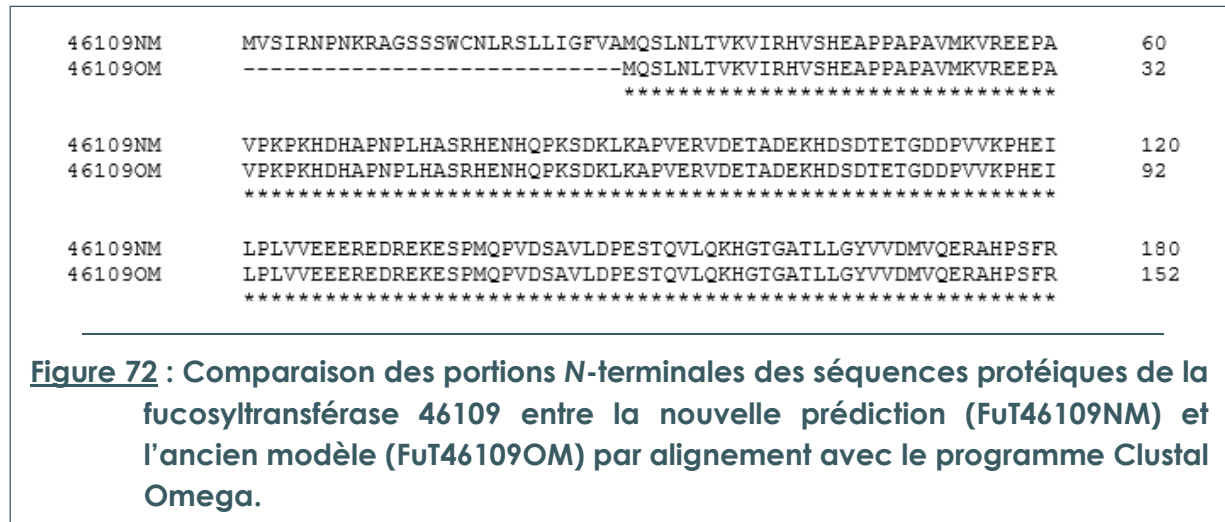 46109NM MVSIRNPNKRAGSSSSWCNLRSLLIGFVAMQSLNLTVKVIRHVSHEAPPAPAVMKVREEPA 60
46109OM ----------------------------MQSLNLTVKVIRHVSHEAPPAPAVMKVREEPA 32
********************************
46109NM VPKPKHDHAPNPLHASRHENHQPKSDKLKAPVERVDETADEKHDSDTETGDDPVVKPHEI 120
46109OM VPKPKHDHAPNPLHASRHENHQPKSDKLKAPVERVDETADEKHDSDTETGDDPVVKPHEI 92
************************************************************
46109NM LPLVVEEEREDREKESPMQPVDSAVLDPESTQVLQKHGTGATLLGYVVDMVQERAHPSFR 180
46109OM LPLVVEEEREDREKESPMQPVDSAVLDPESTQVLQKHGTGATLLGYVVDMVQERAHPSFR 152
************************************************************
Figure 72 : Comparaison des portions N-terminales des séquences protéiques de la
fucosyltransférase 46109 entre la nouvelle prédiction (FuT46109NM) et
l’ancien modèle (FuT46109OM) par alignement avec le programme Clustal
Omega.